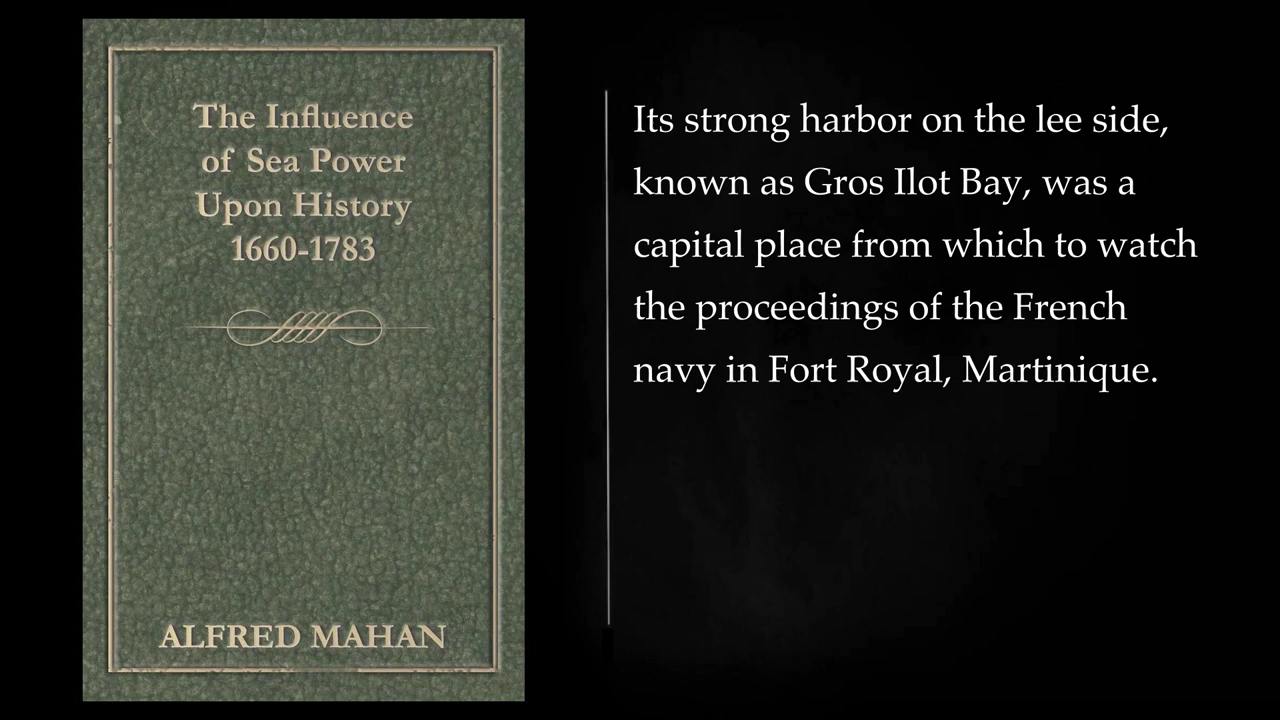 The Influence
of Sea Power
Upon History
1660-1783
ALFRED MAHAN
Its strong harbor on the lee side,
known as Gros Ilot Bay, was a
capital place from which to watch
the proceedings of the French
navy in Fort Royal, Martinique.